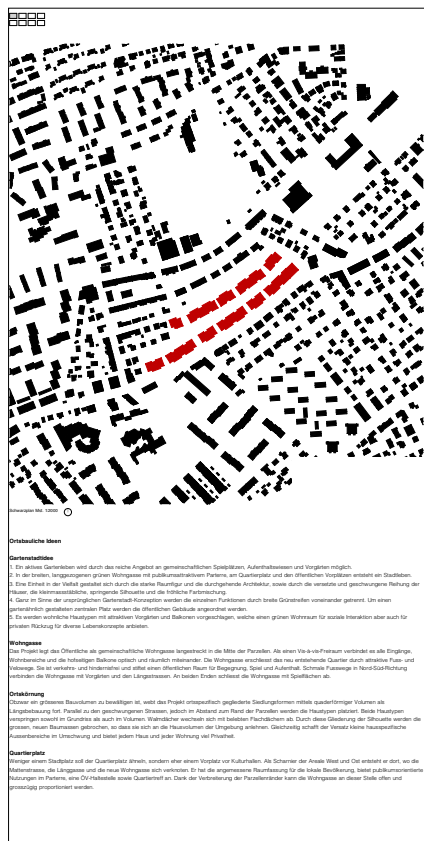 Schwarzplan Mst. 1:2000
Ortsbauliche Ideen
Gartenstadtidee
1. Ein aktives Gartenleben wird durch das reiche Angebot an gemeinschaftlichen Spielplätzen, Aufenthaltswiesen und Vorgärten möglich.
2. In der breiten, langgezogenen grünen Wohngasse mit publikumsattraktivem Parterre, am Quartierplatz und den öffentlichen Vorplätzen entsteht ein Stadtleben.
3. Eine Einheit in der Vielfalt gestaltet sich durch die starke Raumfigur und die durchgehende Architektur, sowie durch die versetzte und geschwungene Reihung der
Häuser, die kleinmassstäbliche, springende Silhouette und die fröhliche Farbmischung.
4. Ganz im Sinne der ursprünglichen Gartenstadt-Konzeption werden die einzelnen Funktionen durch breite Grünstreifen voneinander getrennt. Um einen
gartenähnlich gestalteten zentralen Platz werden die öffentlichen Gebäude angeordnet werden.
5. Es werden wohnliche Haustypen mit attraktiven Vorgärten und Balkonen vorgeschlagen, welche einen grünen Wohnraum für soziale Interaktion aber auch für
privaten Rückzug für diverse Lebenskonzepte anbieten.
Wohngasse
Das Projekt legt das Öffentliche als gemeinschaftliche Wohngasse langgestreckt in die Mitte der Parzelle. Als einen Vis-à-vis-Freiraum verbindet es alle Eingänge,
Wohnbereiche und die hofseitigen Balkone optisch und räumlich miteinander. Die Wohngasse erschliesst das neu entstehende Quartier durch attraktive Fuss- und
Velowege. Sie ist verkehrs- und hindernisfrei und stiftet einen öffentlichen Raum für Begegnung, Spiel und Aufenthalt. Schmale Fusswege in Nord-Süd-Richtung
verbinden die Wohngasse mit Vorgärten und den Längsstrassen. An beiden Enden schliesst die Wohngasse mit Spielflächen ab.
Ortskörnung
Obzwar ein grösseres Bauvolumen zu bewältigen ist, webt das Projekt ortsspezifisch gegliederte Siedlungsformen mittels quaderförmiger Volumen als
Längsbebauung fort. Parallel zu den geschwungenen Strassen, jedoch im Abstand zum Rand der Parzellen werden die Haustypen platziert. Beide Haustypen
verspringen sowohl im Grundriss als auch im Volumen. Walmdächer wechseln sich mit belebten Flachdächern ab. Durch diese Gliederung der Silhouette werden die
grossen, neuen Baumassen gebrochen, so dass sie sich an die Hausvolumen der Umgebung anlehnen. Gleichzeitig schafft der Versatz kleine hausspezifische
Aussenbereiche im Umschwung und bietet jedem Haus und jeder Wohnung viel Privatheit.
Quartierplatz
Weniger einem Stadtplatz soll der Quartierplatz ähneln, sondern eher einem Vorplatz vor Kulturhallen. Als Scharnier der Areale West und Ost entsteht er dort, wo die
Mattenstrasse, die Länggasse und die neue Wohngasse sich verknoten. Er hat die angemessene Raumfassung für die lokale Bevölkerung, bietet publikumsorientierte
Nutzungen im Parterre, eine ÖV-Haltestelle sowie Quartiertreff an. Dank der Verbreiterung der Parzellenränder kann die Wohngasse an dieser Stelle offen und
grosszügig proportioniert werden.